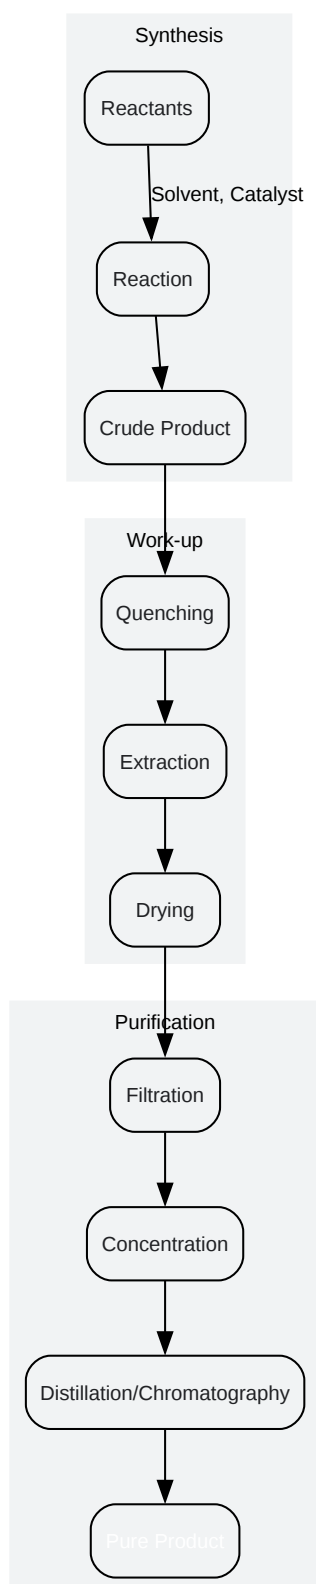 Synthesis
Reactants
Solvent, Catalyst
Reaction
Crude Product
Work-up
Quenching
Extraction
Drying
Purification
Filtration
Concentration
Distillation/Chromatography
Pure Product